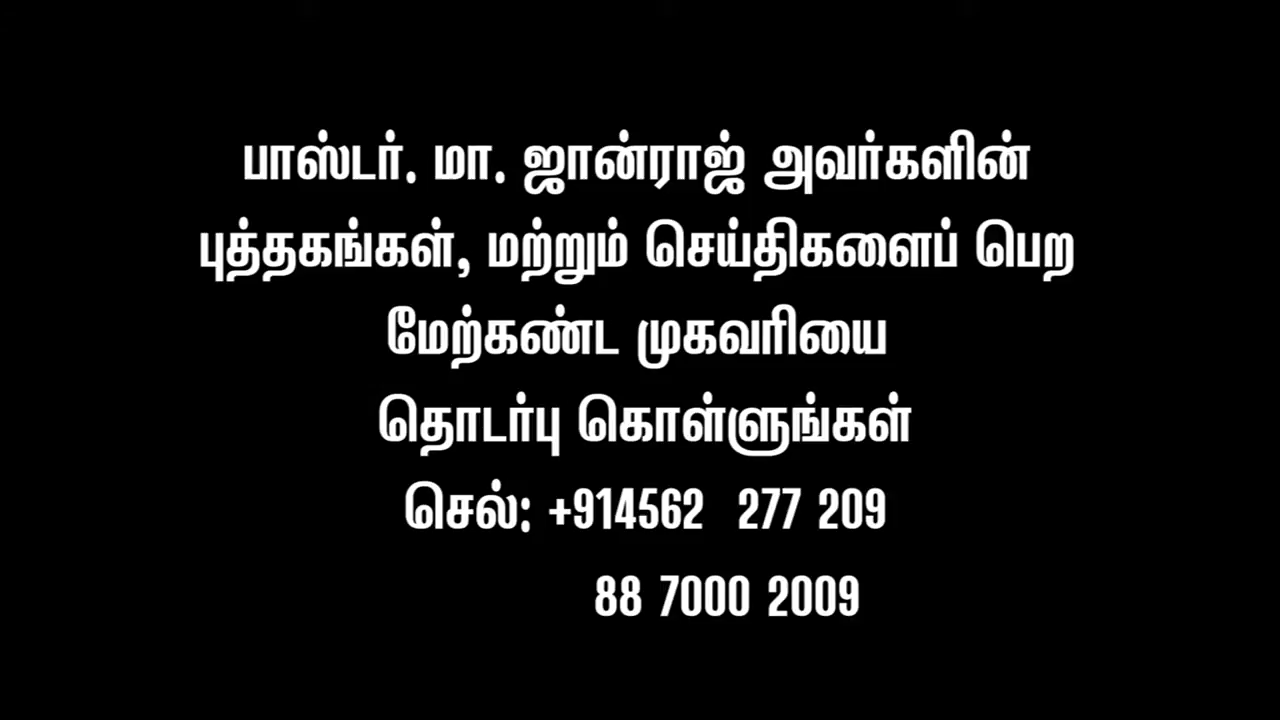 பாஸ்டர். மா. ஜான்ராஜ் அவர்களின்
புத்தகங்கள், மற்றும் செய்திகளைப் பெற
மேற்கண்ட முகவரியை
தொடர்பு கொள்ளுங்கள்
செல்: +914562 277 209
88 7000 2009